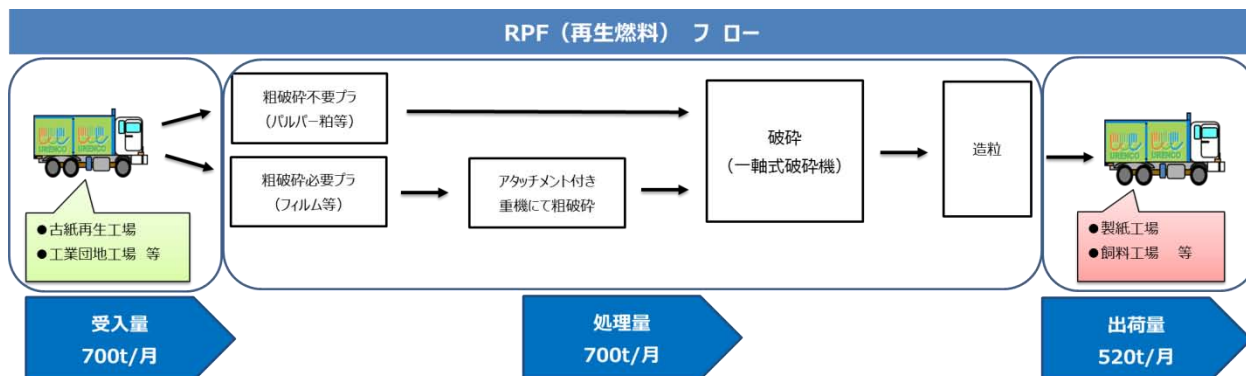 RPF（再生燃料） フ ロー
URENCO
粗破砕不要プラ
（パルパー粕等）
粗破砕必要プラ
（フィルム等）
アタッチメント付き
重機にて粗破砕
破砕
（一軸式破砕機）
造粒
URENCO
●古紙再生工場
●工業団地工場 等
●製紙工場
●飼料工場 等
受入量
700t/月
処理量
700t/月
出荷量
520t/月